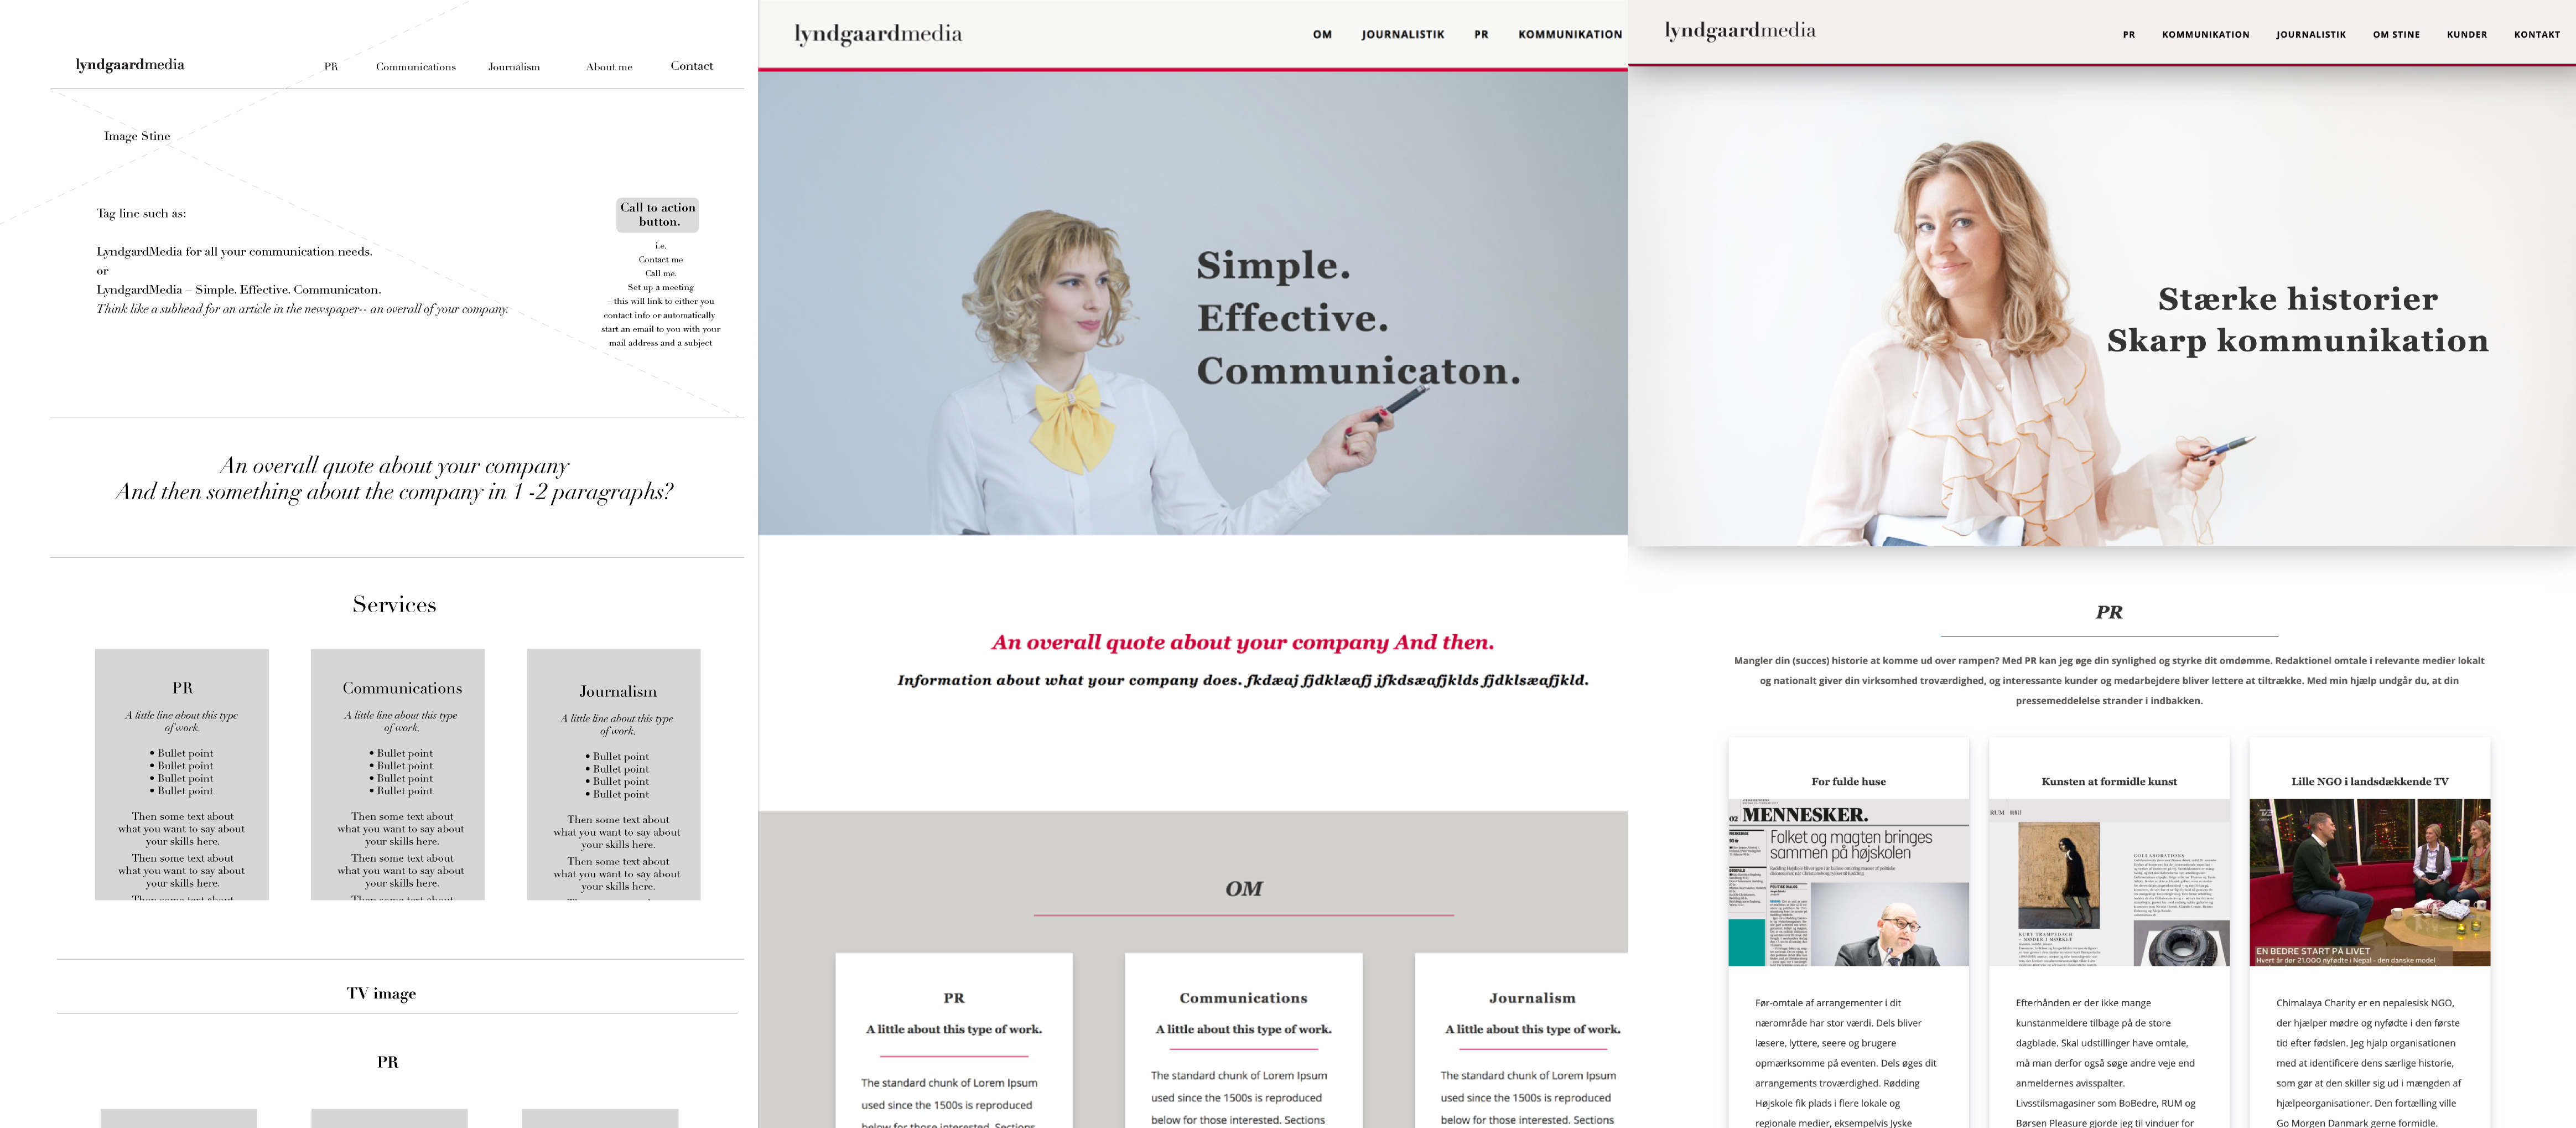 lyndgaardmedia
PR
Communications
Journalism
About me
Contact
Image Stine
Tag line such as:
LyndgardMedia for all your communication needs.
or
LyndgardMedia – Simple. Effective. Communicaton.
Think like a subhead for an article in the newspaper-- an overall of your company.
Call to action
button.
i.e.
Contact me
Call me.
Set up a meeting
– this will link to either you
contact info or automatically
start an email to you with your
mail address and a subject
An overall quote about your company
And then something about the company in 1 -2 paragraphs?
Services
PR
A little line about this type
of work.
• Bullet point
• Bullet point
• Bullet point
• Bullet point
Then some text about
what you want to say about
your skills here.
Then some text about
what you want to say about
your skills here.
Then some text about
Communications
A little line about this type
of work.
• Bullet point
• Bullet point
• Bullet point
• Bullet point
Then some text about
what you want to say about
your skills here.
Then some text about
what you want to say about
your skills here.
Then some text about
Journalism
A little line about this type
of work.
• Bullet point
• Bullet point
• Bullet point
• Bullet point
Then some text about
what you want to say about
your skills here.
Then some text about
what you want to say about
your skills here.
TV image
PR
lyndgaardmedia
OM
JOURNALISTIK
PR
KOMMUNIKATION
Simple.
Effective.
Communicaton.
An overall quote about your company And then.
Information about what your company does. fkdæaj fjdklæafj jfkdsæafjklds fjdklsæafjkld.
OM
PR
A little about this type of work.
The standard chunk of Lorem Ipsum
used since the 1500s is reproduced
below for those interested. Sections
Communications
A little about this type of work.
The standard chunk of Lorem Ipsum
used since the 1500s is reproduced
below for those interested. Sections
Journalism
A little about this type of work.
The standard chunk of Lorem Ipsum
used since the 1500s is reproduced
below for those interested. Sections
lyndgaardmedia
PR
KOMMUNIKATION
JOURNALISTIK
OM STINE
KUNDER
KONTAKT
Stærke historier
Skarp kommunikation
PR
Mangler din (succes) historie at komme ud over rampen? Med PR kan jeg øge din synlighed og styrke dit omdømme. Redaktionel omtale i relevante medier lokalt
og nationalt giver din virksomhed troværdighed, og interessante kunder og medarbejdere bliver lettere at tiltrække. Med min hjælp undgår du, at din
pressemeddelelse strander i indbakken.
For fulde huse
02 MENNESKER.
Folket og magten bringes
sammen på højskolen
Før-omtale af arrangementer i dit
nærområde har stor værdi. Dels bliver
læsere, lyttere, seere og brugere
opmærksomme på eventen. Dels øges dit
arrangements troværdighed. Rødding
Højskole fik plads i flere lokale og
regionale medier, eksempelvis Jyske
Kunsten at formidle kunst
RUM
COLLABORATIONS
KURT TRAMPEDACH
– MØDER I MØRKET
Efterhånden er der ikke mange
kunstanmeldere tilbage på de store
dagblade. Skal udstillinger have omtale,
må man derfor også søge andre veje end
anmeldernes avisspalter.
Livsstilsmagasiner som BoBedre, RUM og
Børsen Pleasure gjorde jeg til vinduer for
Lille NGO i landsdækkende TV
EN BEDRE START PÅ LIVET
Hvert år dør 21.000 nyfødte i Nepal - den danske model
Chimalaya Charity er en nepalesisk NGO,
der hjælper mødre og nyfødte i den første
tid efter fødslen. Jeg hjalp organisationen
med at identificere dens særlige historie,
som gør at den skiller sig ud i mængden af
hjælpeorganisationer. Den fortælling ville
Go Morgen Danmark gerne formidle.